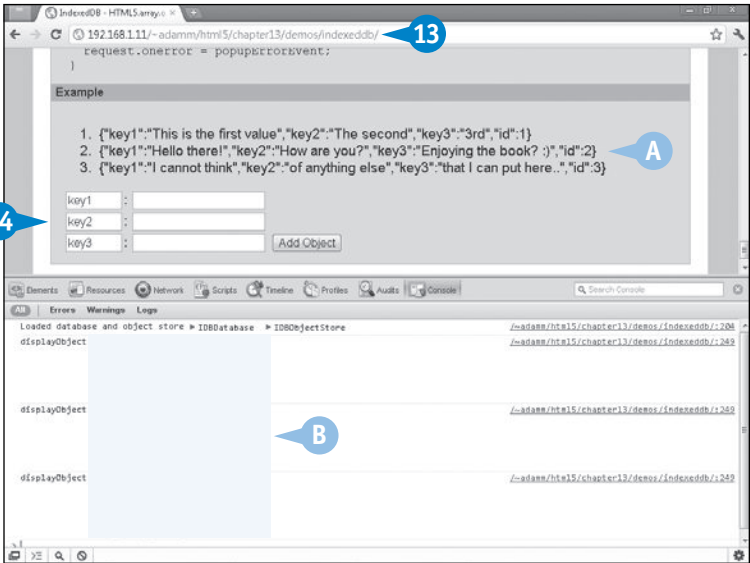 IndexedDB - HTML5.array.o
192.168.1.11/~adamm/html5/chapter13/demos/indexeddb/
13
request.onerror = popupErrorEvent;
}
Example
1. {"key1":"This is the first value","key2":"The second","key3":"3rd","id":1}
2. {"key1":"Hello there!","key2":"How are you?","key3":"Enjoying the book? :)","id":2}
A
3. {"key1":"I cannot think","key2":"of anything else","key3":"that I can put here..","id":3}
key1 :
4
key2 :
key3 : Add Object
Elements Resources Network Scripts Timeline Profiles Audits Console Search Console
All Errors Warnings Logs
Loaded database and object store ▶ IDBDatabase ▶ IDBObjectStore /~adamm/html5/chapter13/demos/indexeddb/:204
displayObject /~adamm/html5/chapter13/demos/indexeddb/:249
displayObject /~adamm/html5/chapter13/demos/indexeddb/:249
B
displayObject /~adamm/html5/chapter13/demos/indexeddb/:249
>